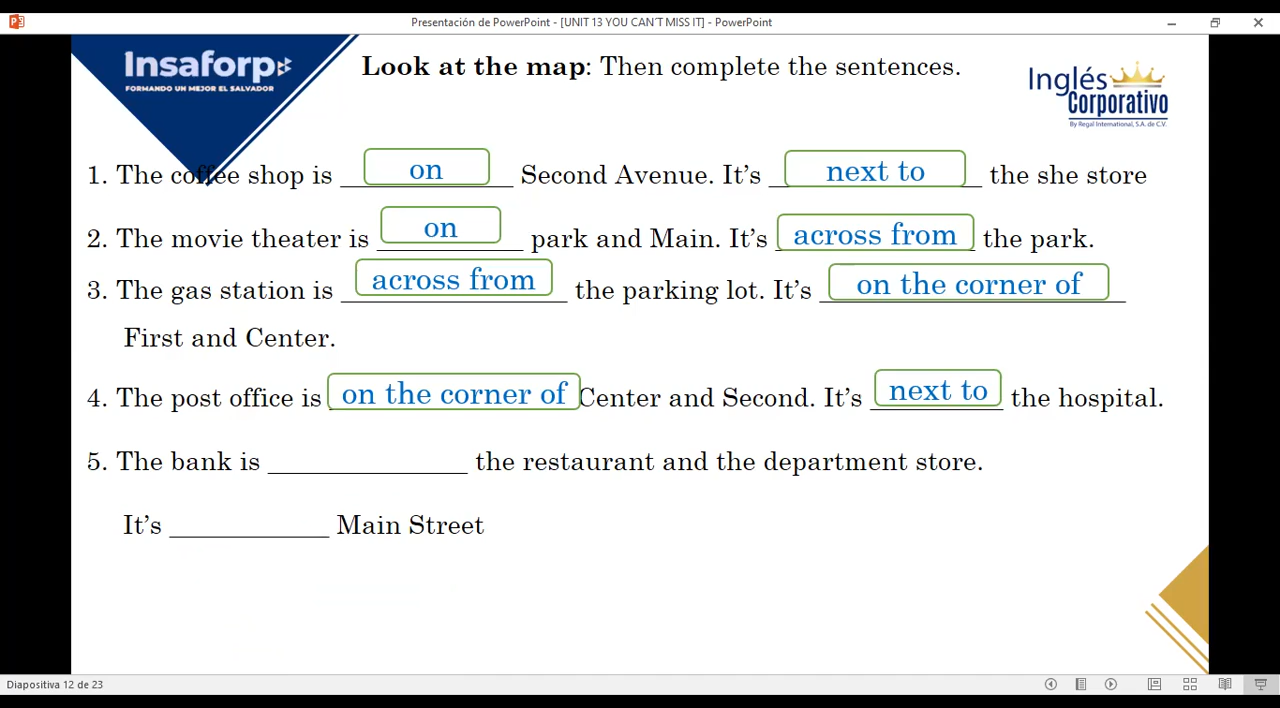 Presentación de PowerPoint - [UNIT 13 YOU CAN´T MISS IT] - PowerPoint
Insaforp
FORMANDO UN MEJOR EL SALVADOR
Look at the map: Then complete the sentences.
Inglés
Corporativo
By Regal International, S.A. de C.V.
1. The coffee shop is on Second Avenue. It's next to the she store
2. The movie theater is on park and Main. It's across from the park.
3. The gas station is across from the parking lot. It's on the corner of
First and Center.
4. The post office is on the corner of Center and Second. It's next to the hospital.
5. The bank is ______________ the restaurant and the department store.
It's ___________ Main Street
Diapositiva 12 de 23